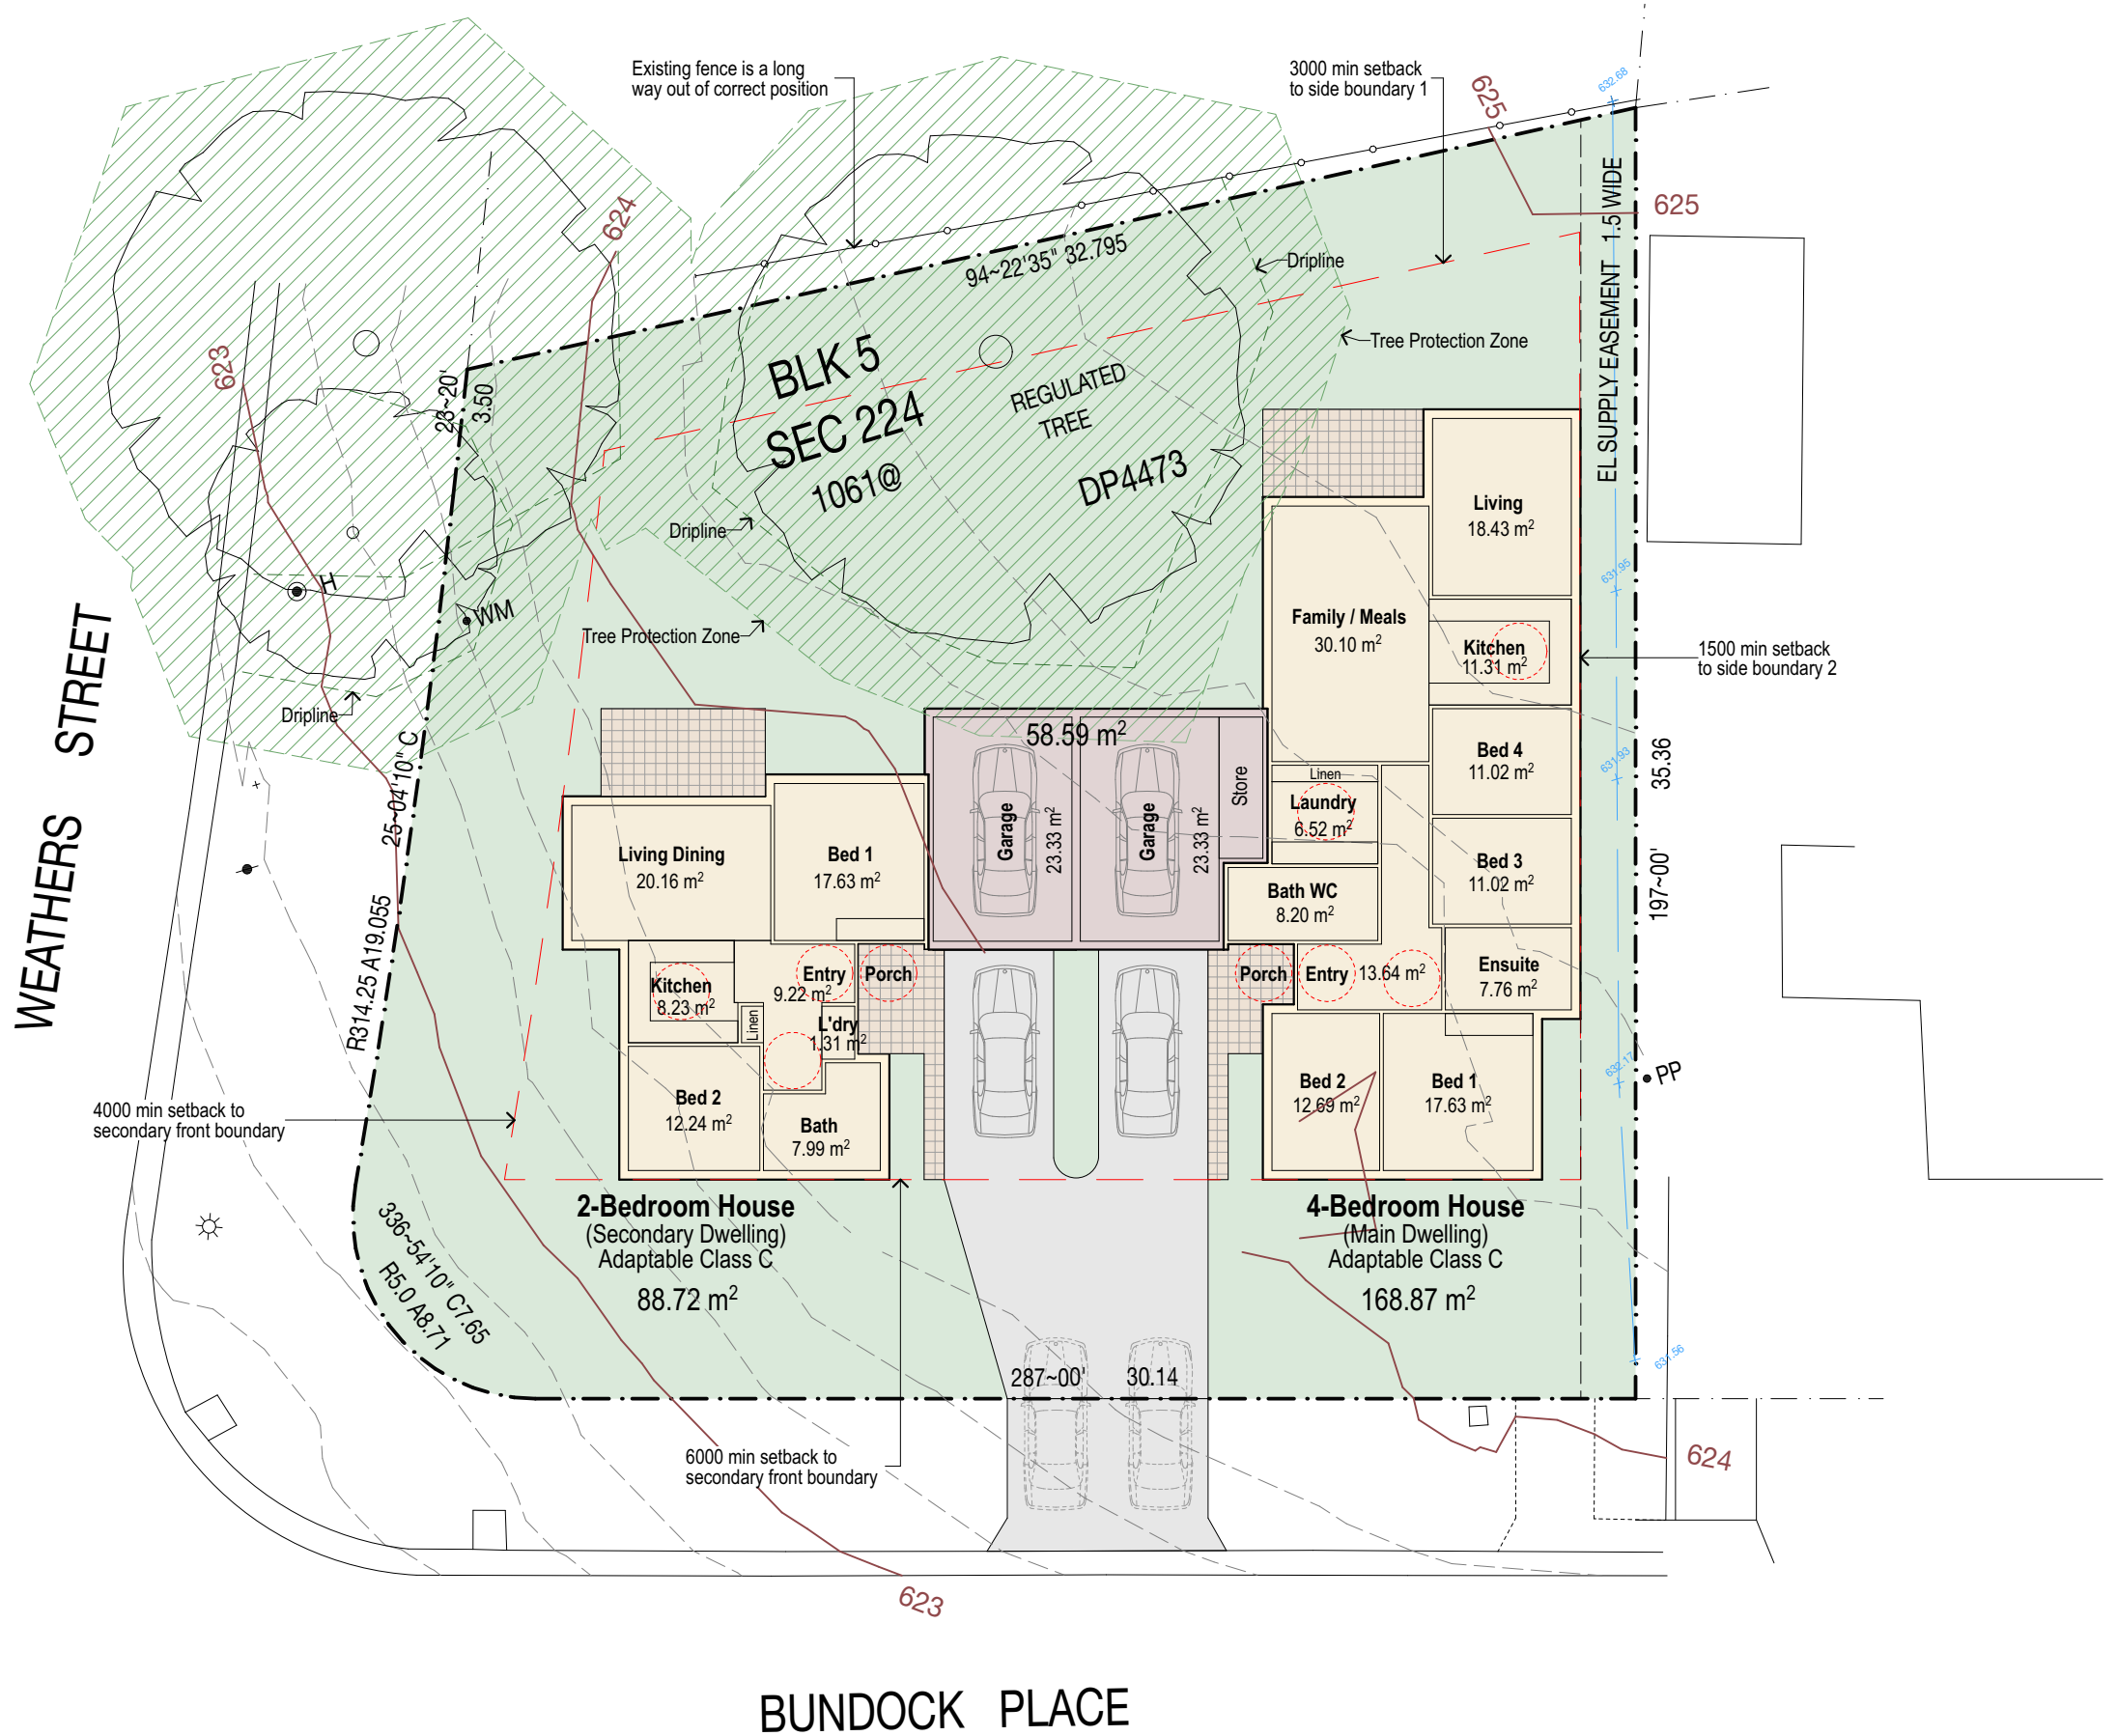 Existing fence is a long
way out of correct position
3000 min setback
to side boundary 1
632.68
625
625
EL SUPPLY EASEMENT 1.5 WIDE
624
94~22'35" 32.795
Dripline
Tree Protection Zone
623
23~20'
3.50
BLK 5
SEC 224
1061@
REGULATED
TREE
DP4473
Dripline
Living
18.43 m²
H
WM
631.95
Family / Meals
30.10 m²
Kitchen
11.31 m²
Tree Protection Zone
1500 min setback
to side boundary 2
WEATHERS STREET
Dripline
25~04'10" C
R314.25 A19.055
58.59 m²
Garage
23.33 m²
Garage
23.33 m²
Store
Linen
Laundry
6.52 m²
Bed 4
11.02 m²
631.93
35.36
197~00'
Living Dining
20.16 m²
Bed 1
17.63 m²
Bath WC
8.20 m²
Bed 3
11.02 m²
Kitchen
8.23 m²
Linen
Entry
9.22 m²
Porch
L'dry
1.31 m²
Porch
Entry
13.64 m²
Ensuite
7.76 m²
632.17
PP
Bed 2
12.24 m²
Bath
7.99 m²
Bed 2
12.69 m²
Bed 1
17.63 m²
4000 min setback to
secondary front boundary
2-Bedroom House
(Secondary Dwelling)
Adaptable Class C
88.72 m²
4-Bedroom House
(Main Dwelling)
Adaptable Class C
168.87 m²
336~54'10" C7.65
R5.0 A8.71
631.56
287~00' 30.14
6000 min setback to
secondary front boundary
624
623
BUNDOCK PLACE